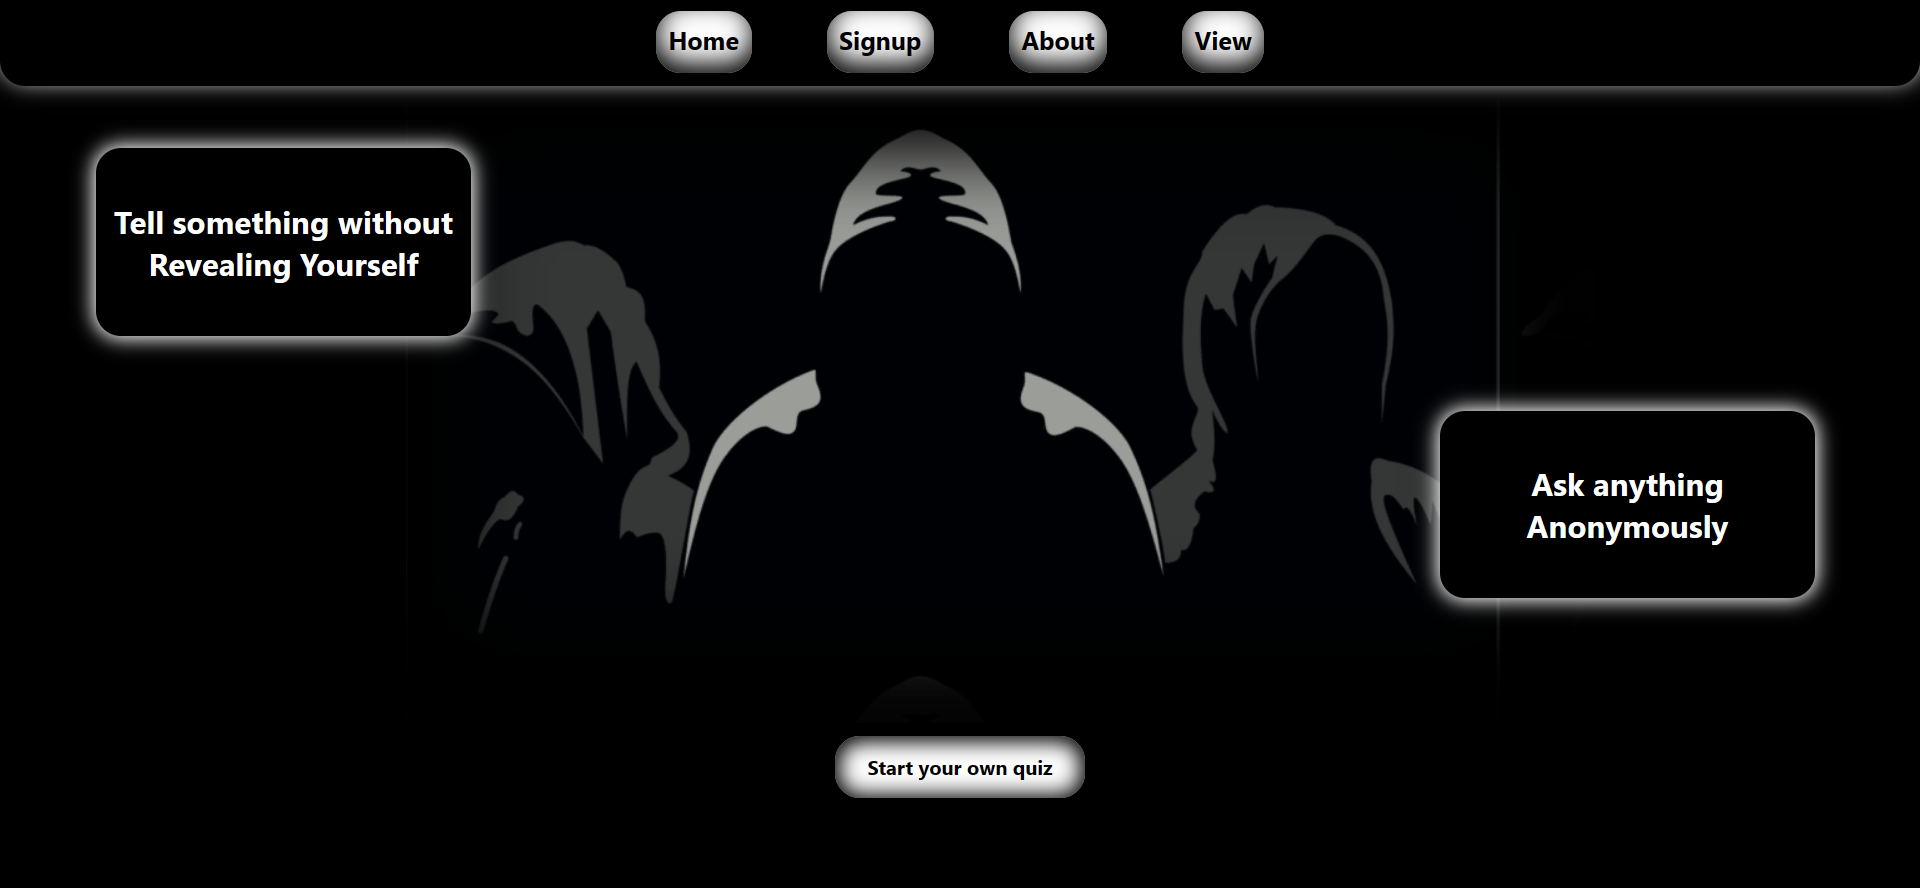 Home Signup About View
Tell something without
Revealing Yourself
Ask anything
Anonymously
Start your own quiz